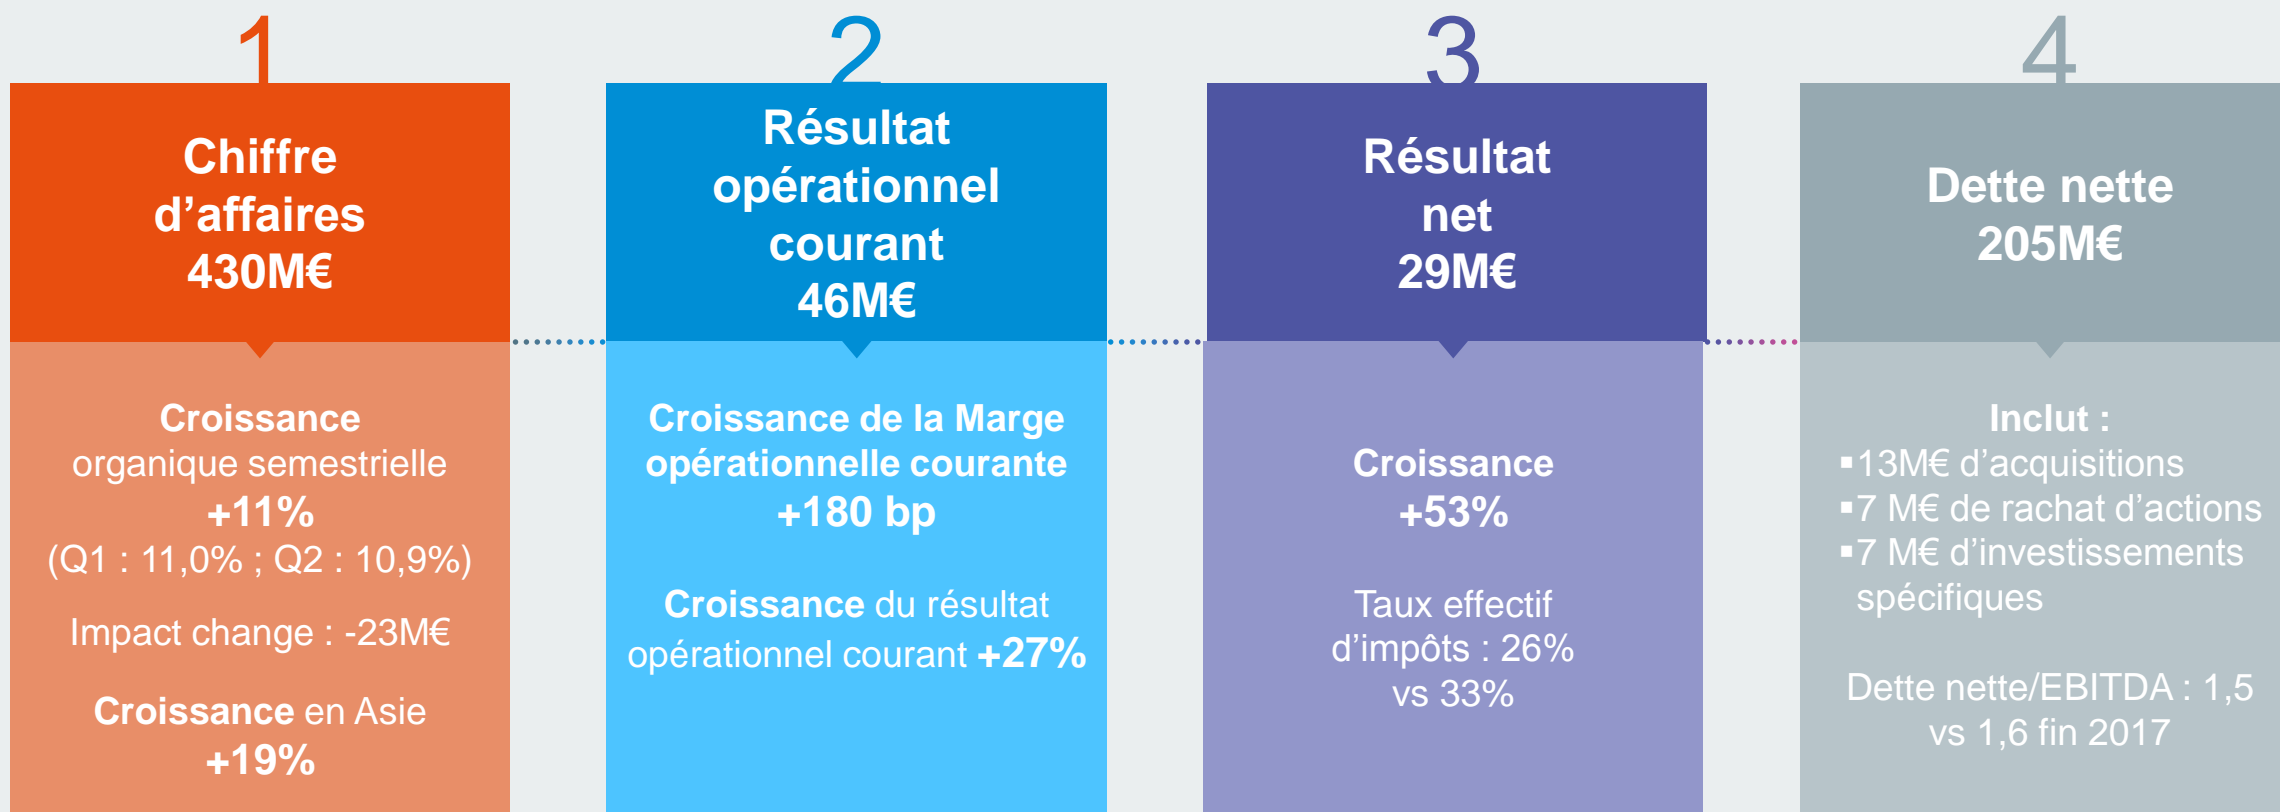 1
Chiffre
d’affaires
430M€
Croissance
organique semestrielle
+11%
(Q1 : 11,0% ; Q2 : 10,9%)
Impact change : -23M€
Croissance en Asie
+19%
2
Résultat
opérationnel
courant
46M€
Croissance de la Marge
opérationnelle courante
+180 bp
Croissance du résultat
opérationnel courant +27%
3
Résultat
net
29M€
Croissance
+53%
Taux effectif
d’impôts : 26%
vs 33%
4
Dette nette
205M€
Inclut :
▪13M€ d’acquisitions
▪7 M€ de rachat d’actions
▪7 M€ d’investissements
spécifiques
Dette nette/EBITDA : 1,5
vs 1,6 fin 2017